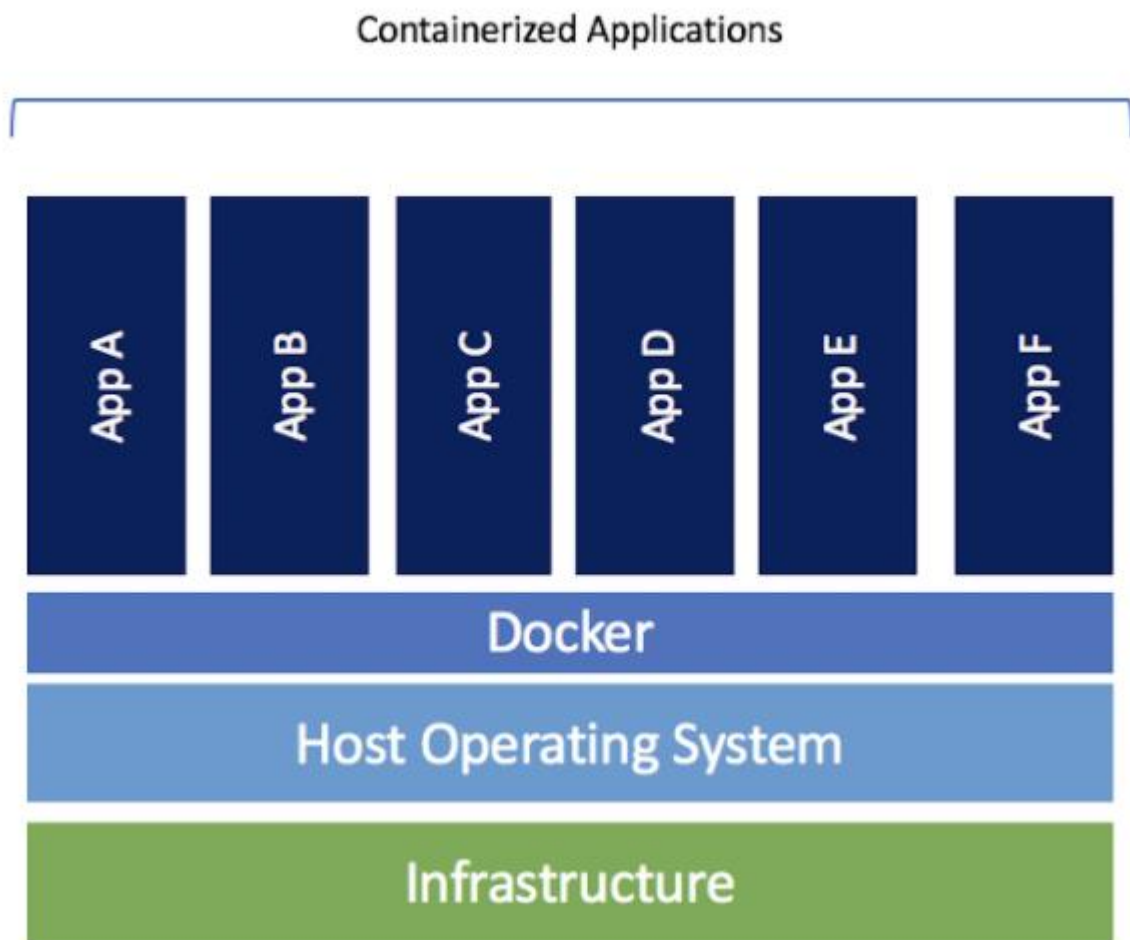 Containerized Applications
App A
App B
App C
App D
App E
App F
Docker
Host Operating System
Infrastructure